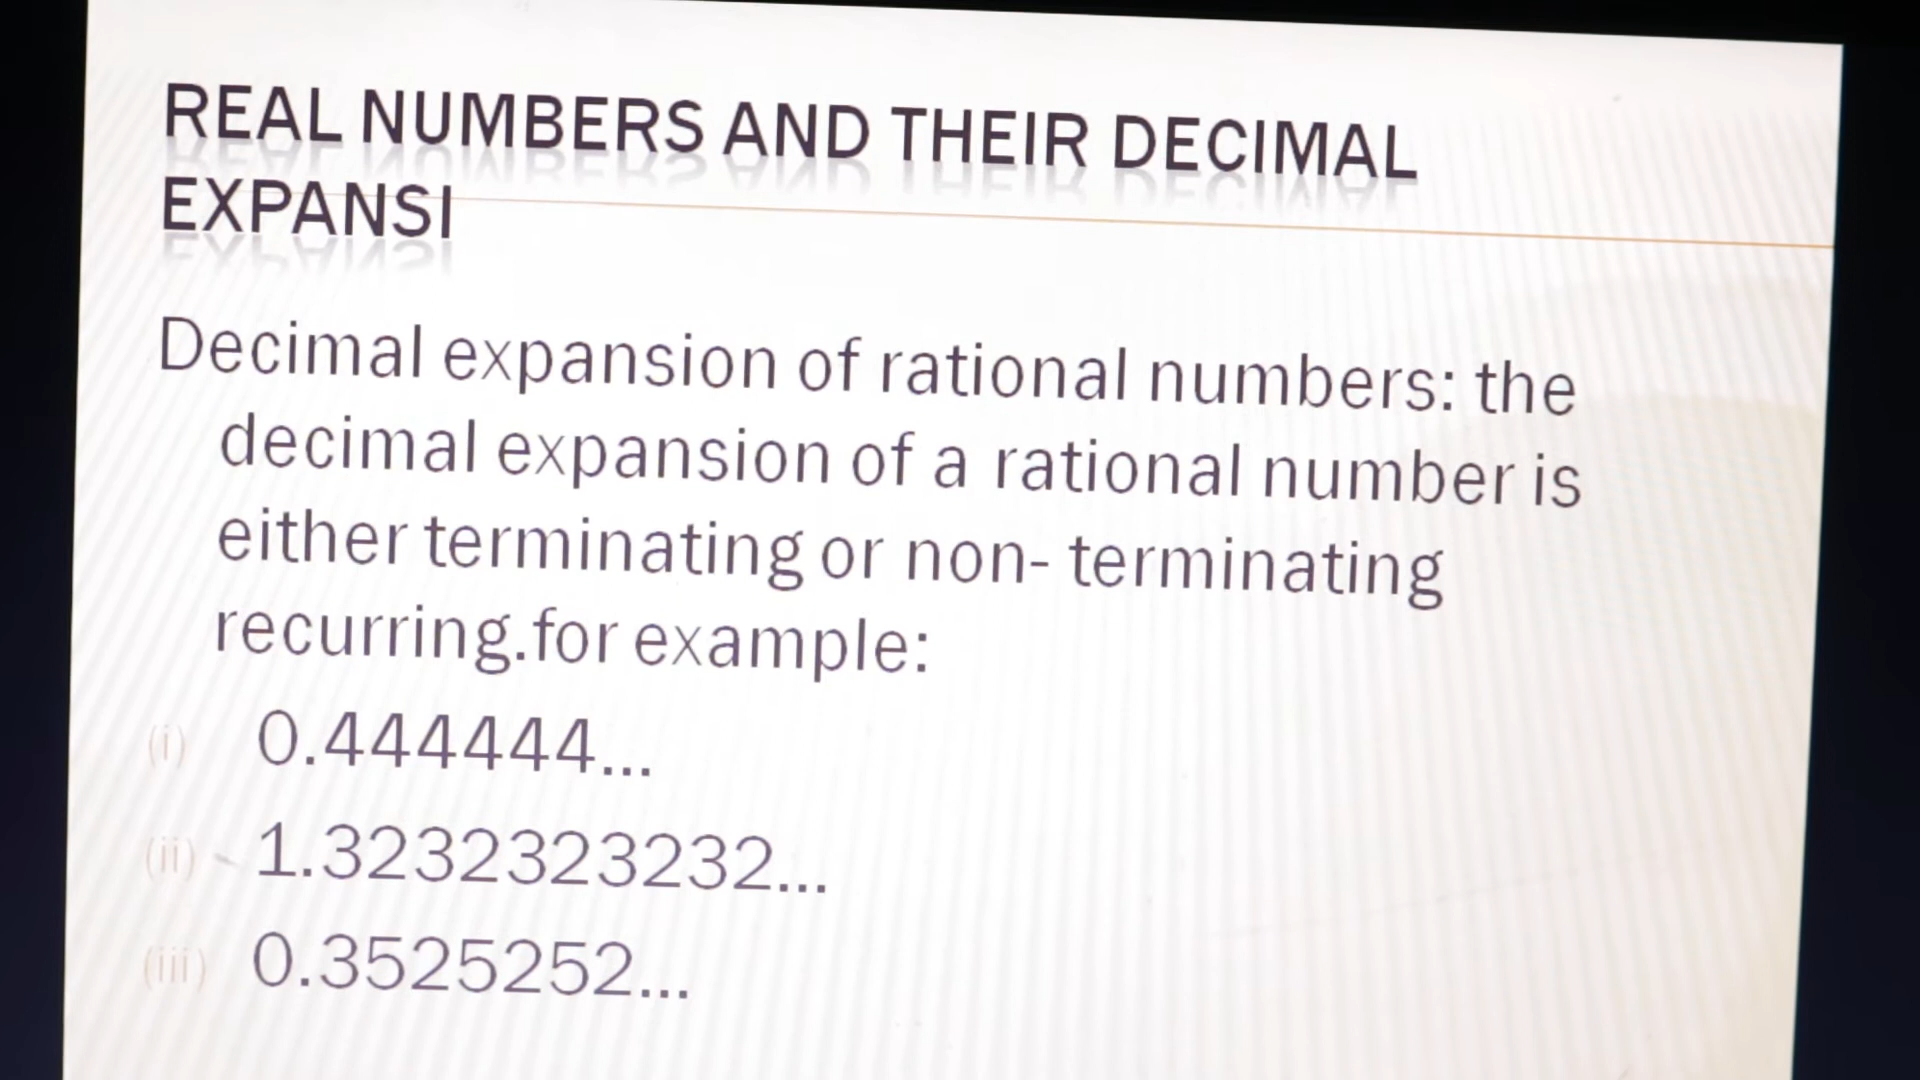 REAL NUMBERS AND THEIR DECIMAL
EXPANSI
Decimal expansion of rational numbers: the
decimal expansion of a rational number is
either terminating or non- terminating
recurring.for example:
(i) 0.444444...
(ii) 1.3232323232...
(iii) 0.3525252...